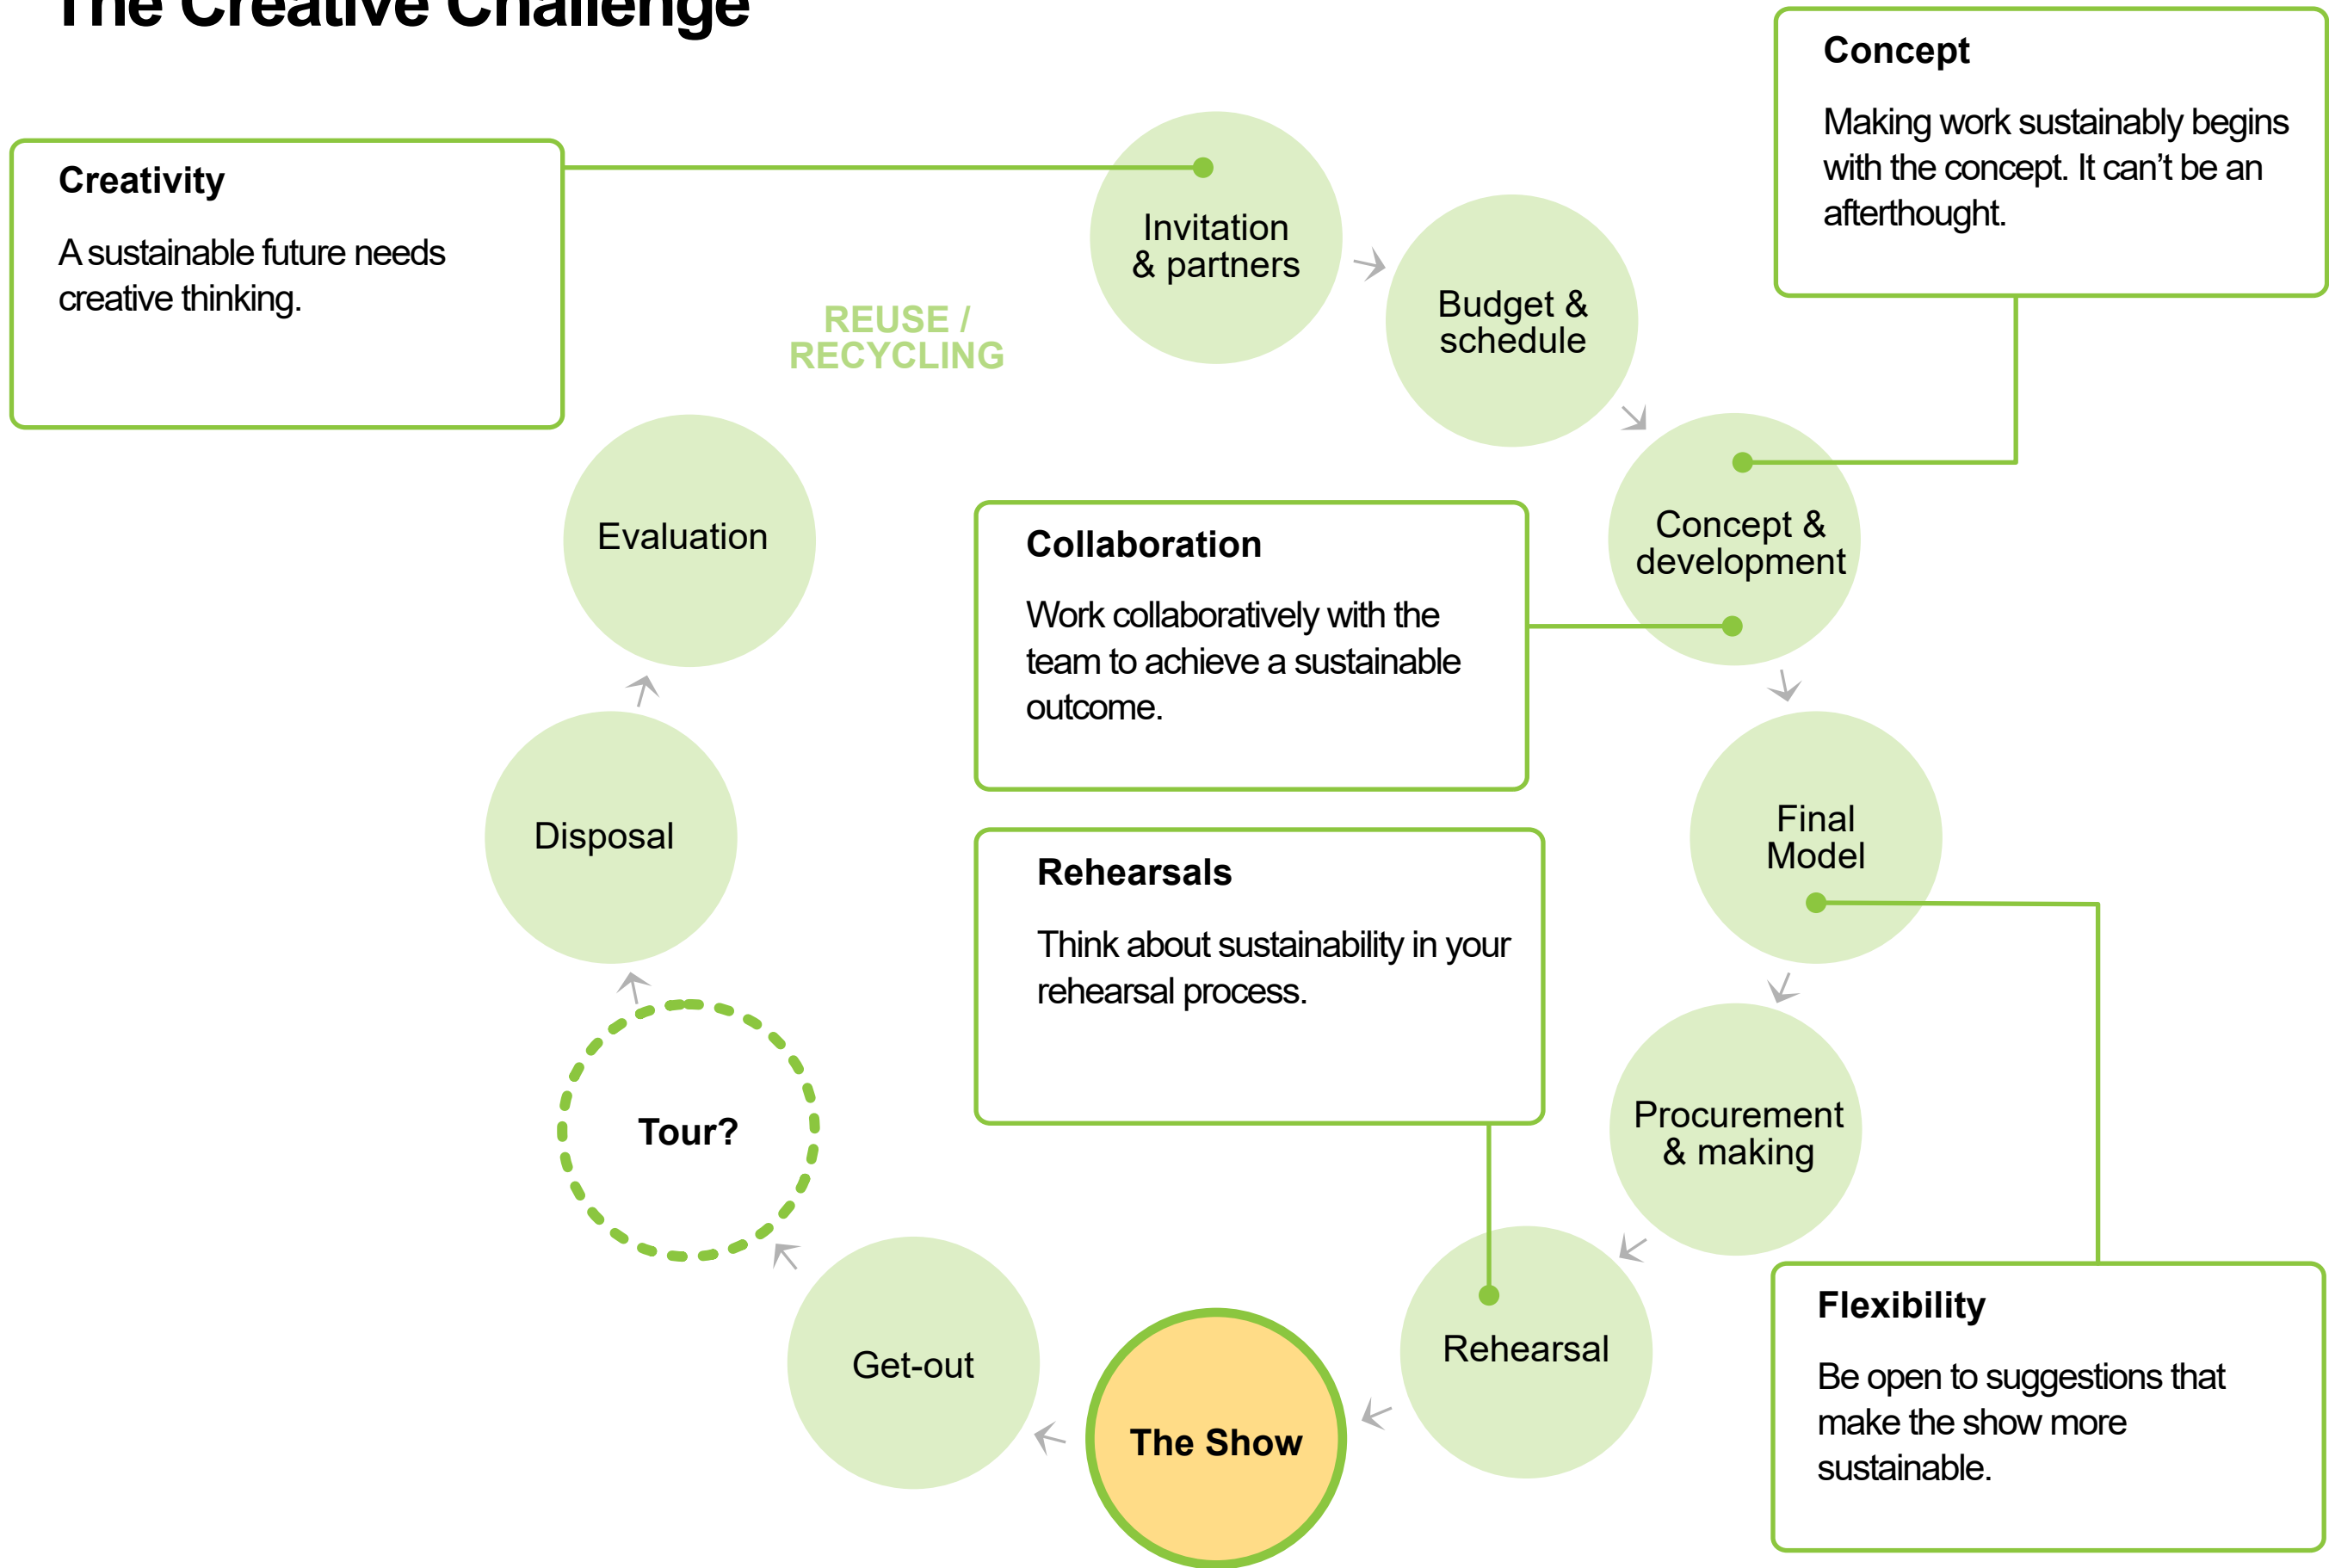 The Creative Challenge
Creativity
A sustainable future needs
creative thinking.
REUSE /
RECYCLING
Invitation
& partners
Budget &
schedule
Concept
Making work sustainably begins
with the concept. It can’t be an
afterthought.
Concept &
development
Collaboration
Work collaboratively with the
team to achieve a sustainable
outcome.
Final
Model
Rehearsals
Think about sustainability in your
rehearsal process.
Procurement
& making
Flexibility
Be open to suggestions that
make the show more
sustainable.
Rehearsal
The Show
Get-out
Tour?
Disposal
Evaluation